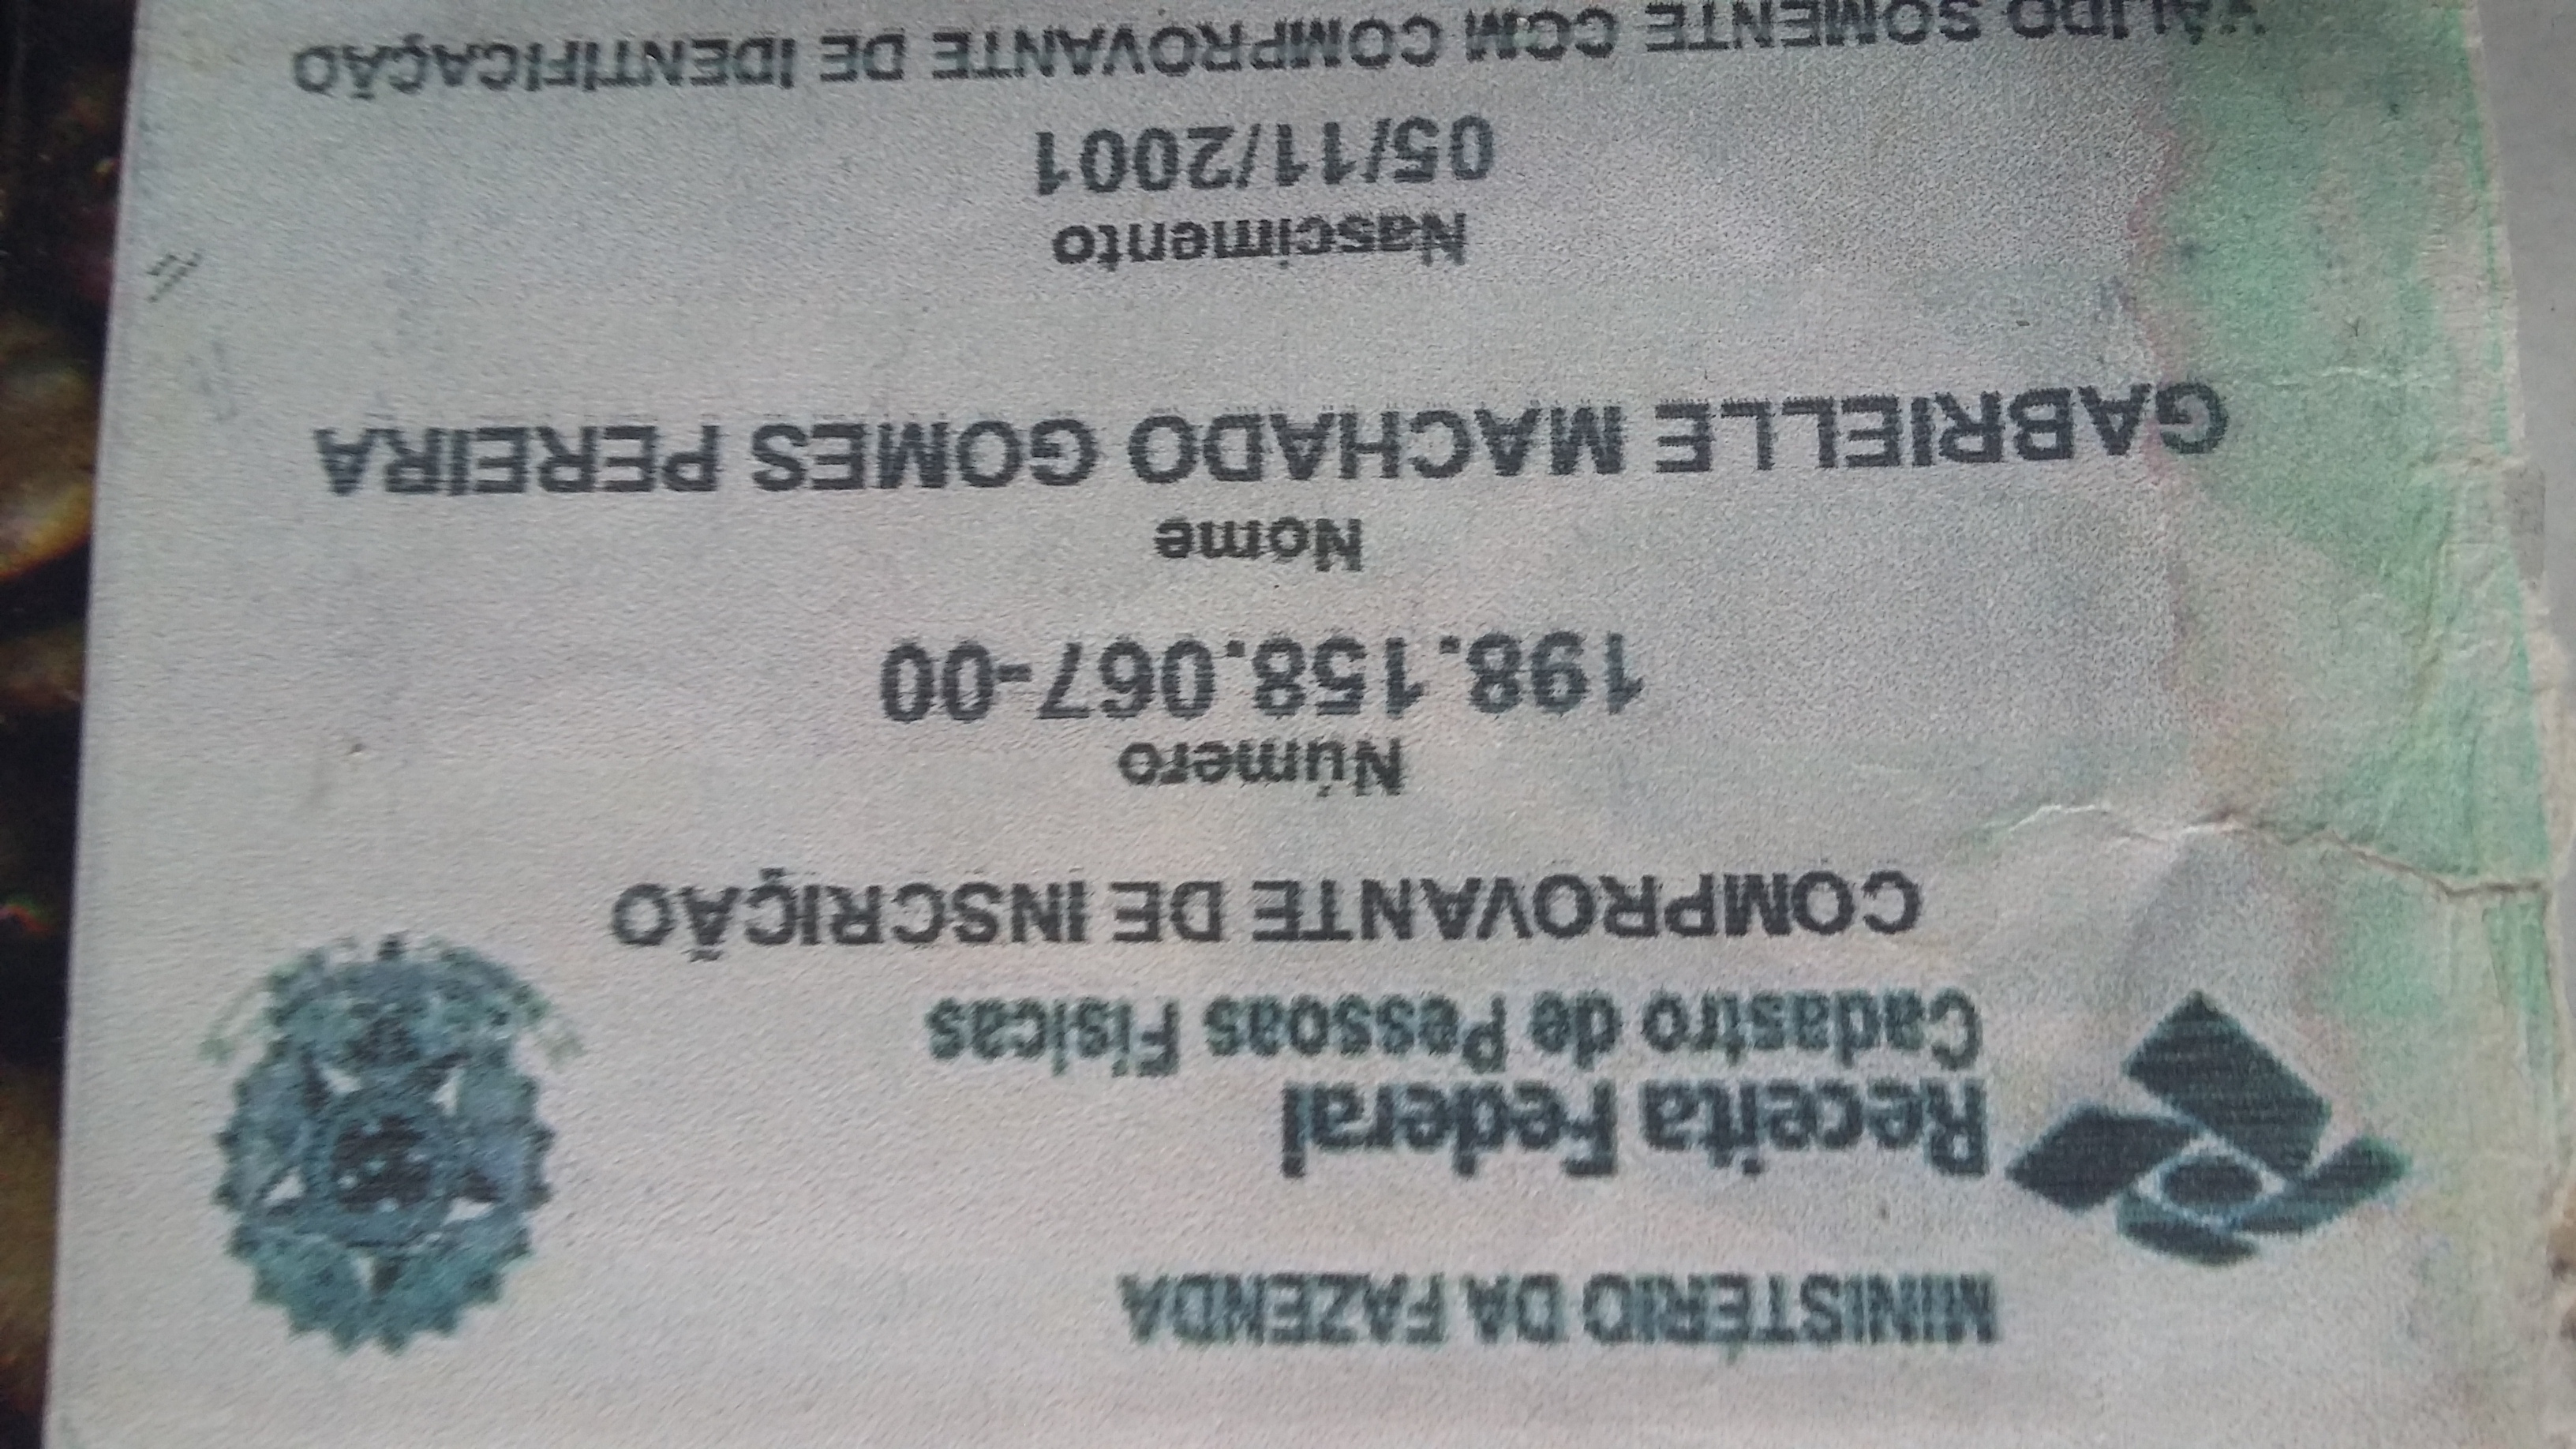 MINISTÉRIO DA FAZENDA
Receita Federal
Cadastro de Pessoas Físicas
COMPROVANTE DE INSCRIÇÃO
Número
198.158.067-00
Nome
GABRIELLE MACHADO GOMES PEREIRA
Nascimento
05/11/2001
VÁLIDO SOMENTE COM COMPROVANTE DE IDENTIFICAÇÃO